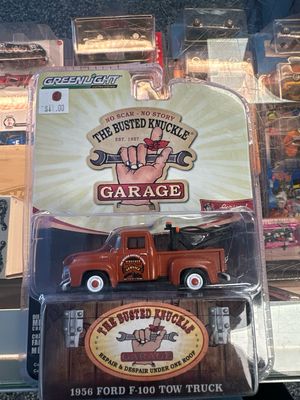 GREENLIGHT
$11.00
NO SCAR - NO STORY
THE BUSTED KNUCKLE
EST. 1987
GARAGE
THE BUSTED KNUCKLE
GARAGE
REPAIR & DESPAIR UNDER ONE ROOF
1956 FORD F-100 TOW TRUCK